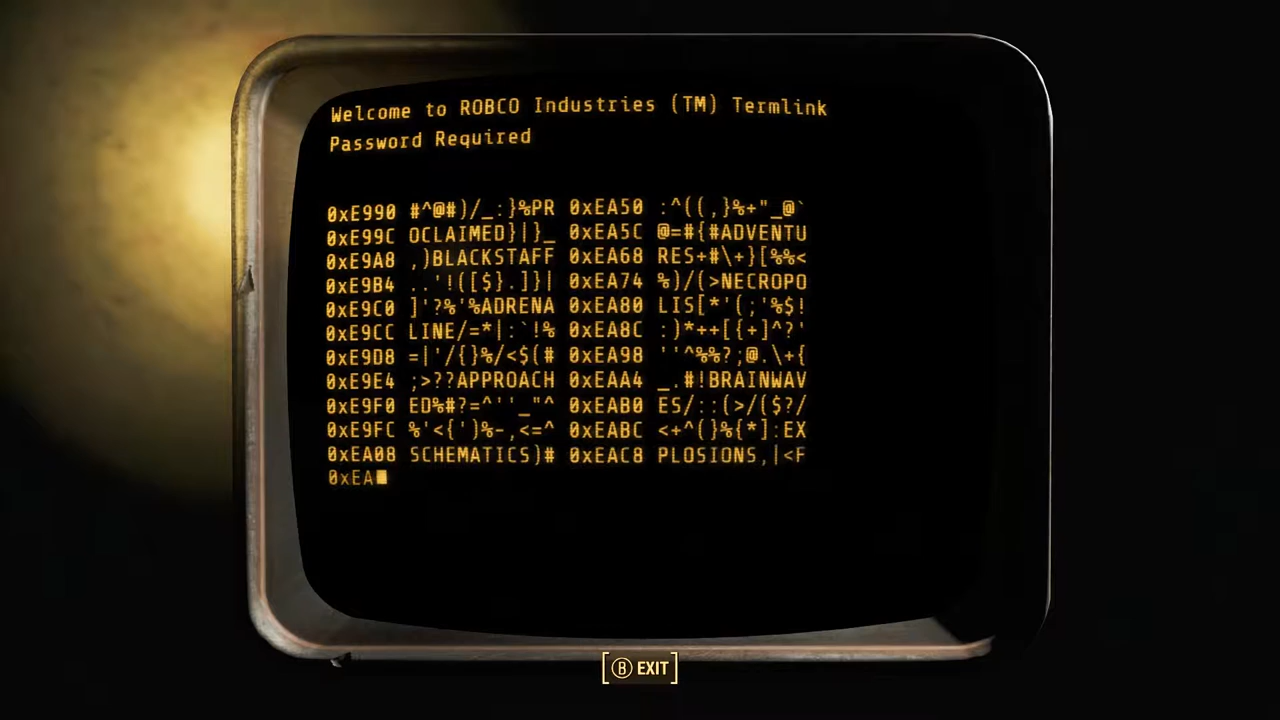 Welcome to ROBCO Industries (TM) Termlink
Password Required
0xE990 #^@#)/_:}%PR 0xEA50 :^((,}%+"_@`
0xE99C OCLAIMED}|}_ 0xEA5C @=#{#ADVENTU
0xE9A8 ,)BLACKSTAFF 0xEA68 RES+#\+}[%%<
0xE9B4 ..'!([$}.]}| 0xEA74 %)/(>NECROPO
0xE9C0 ]'?%'%ADRENA 0xEA80 LIS[*'(;'%$!
0xE9CC LINE/=*|:`!% 0xEA8C :)*++[{+]^?'
0xE9D8 =|'/{}%/<$(# 0xEA98 ''^%%?;@.\+{
0xE9E4 ;>??APPROACH 0xEAA4 _.#!BRAINWAV
0xE9F0 ED%#?=^''_"^ 0xEAB0 ES/::(>/($?/
0xE9FC %'<{')%-,<=^ 0xEABC <+^(}%{*]:EX
0xEA08 SCHEMATICS)# 0xEAC8 PLOSIONS,|<F
0xEA
B EXIT